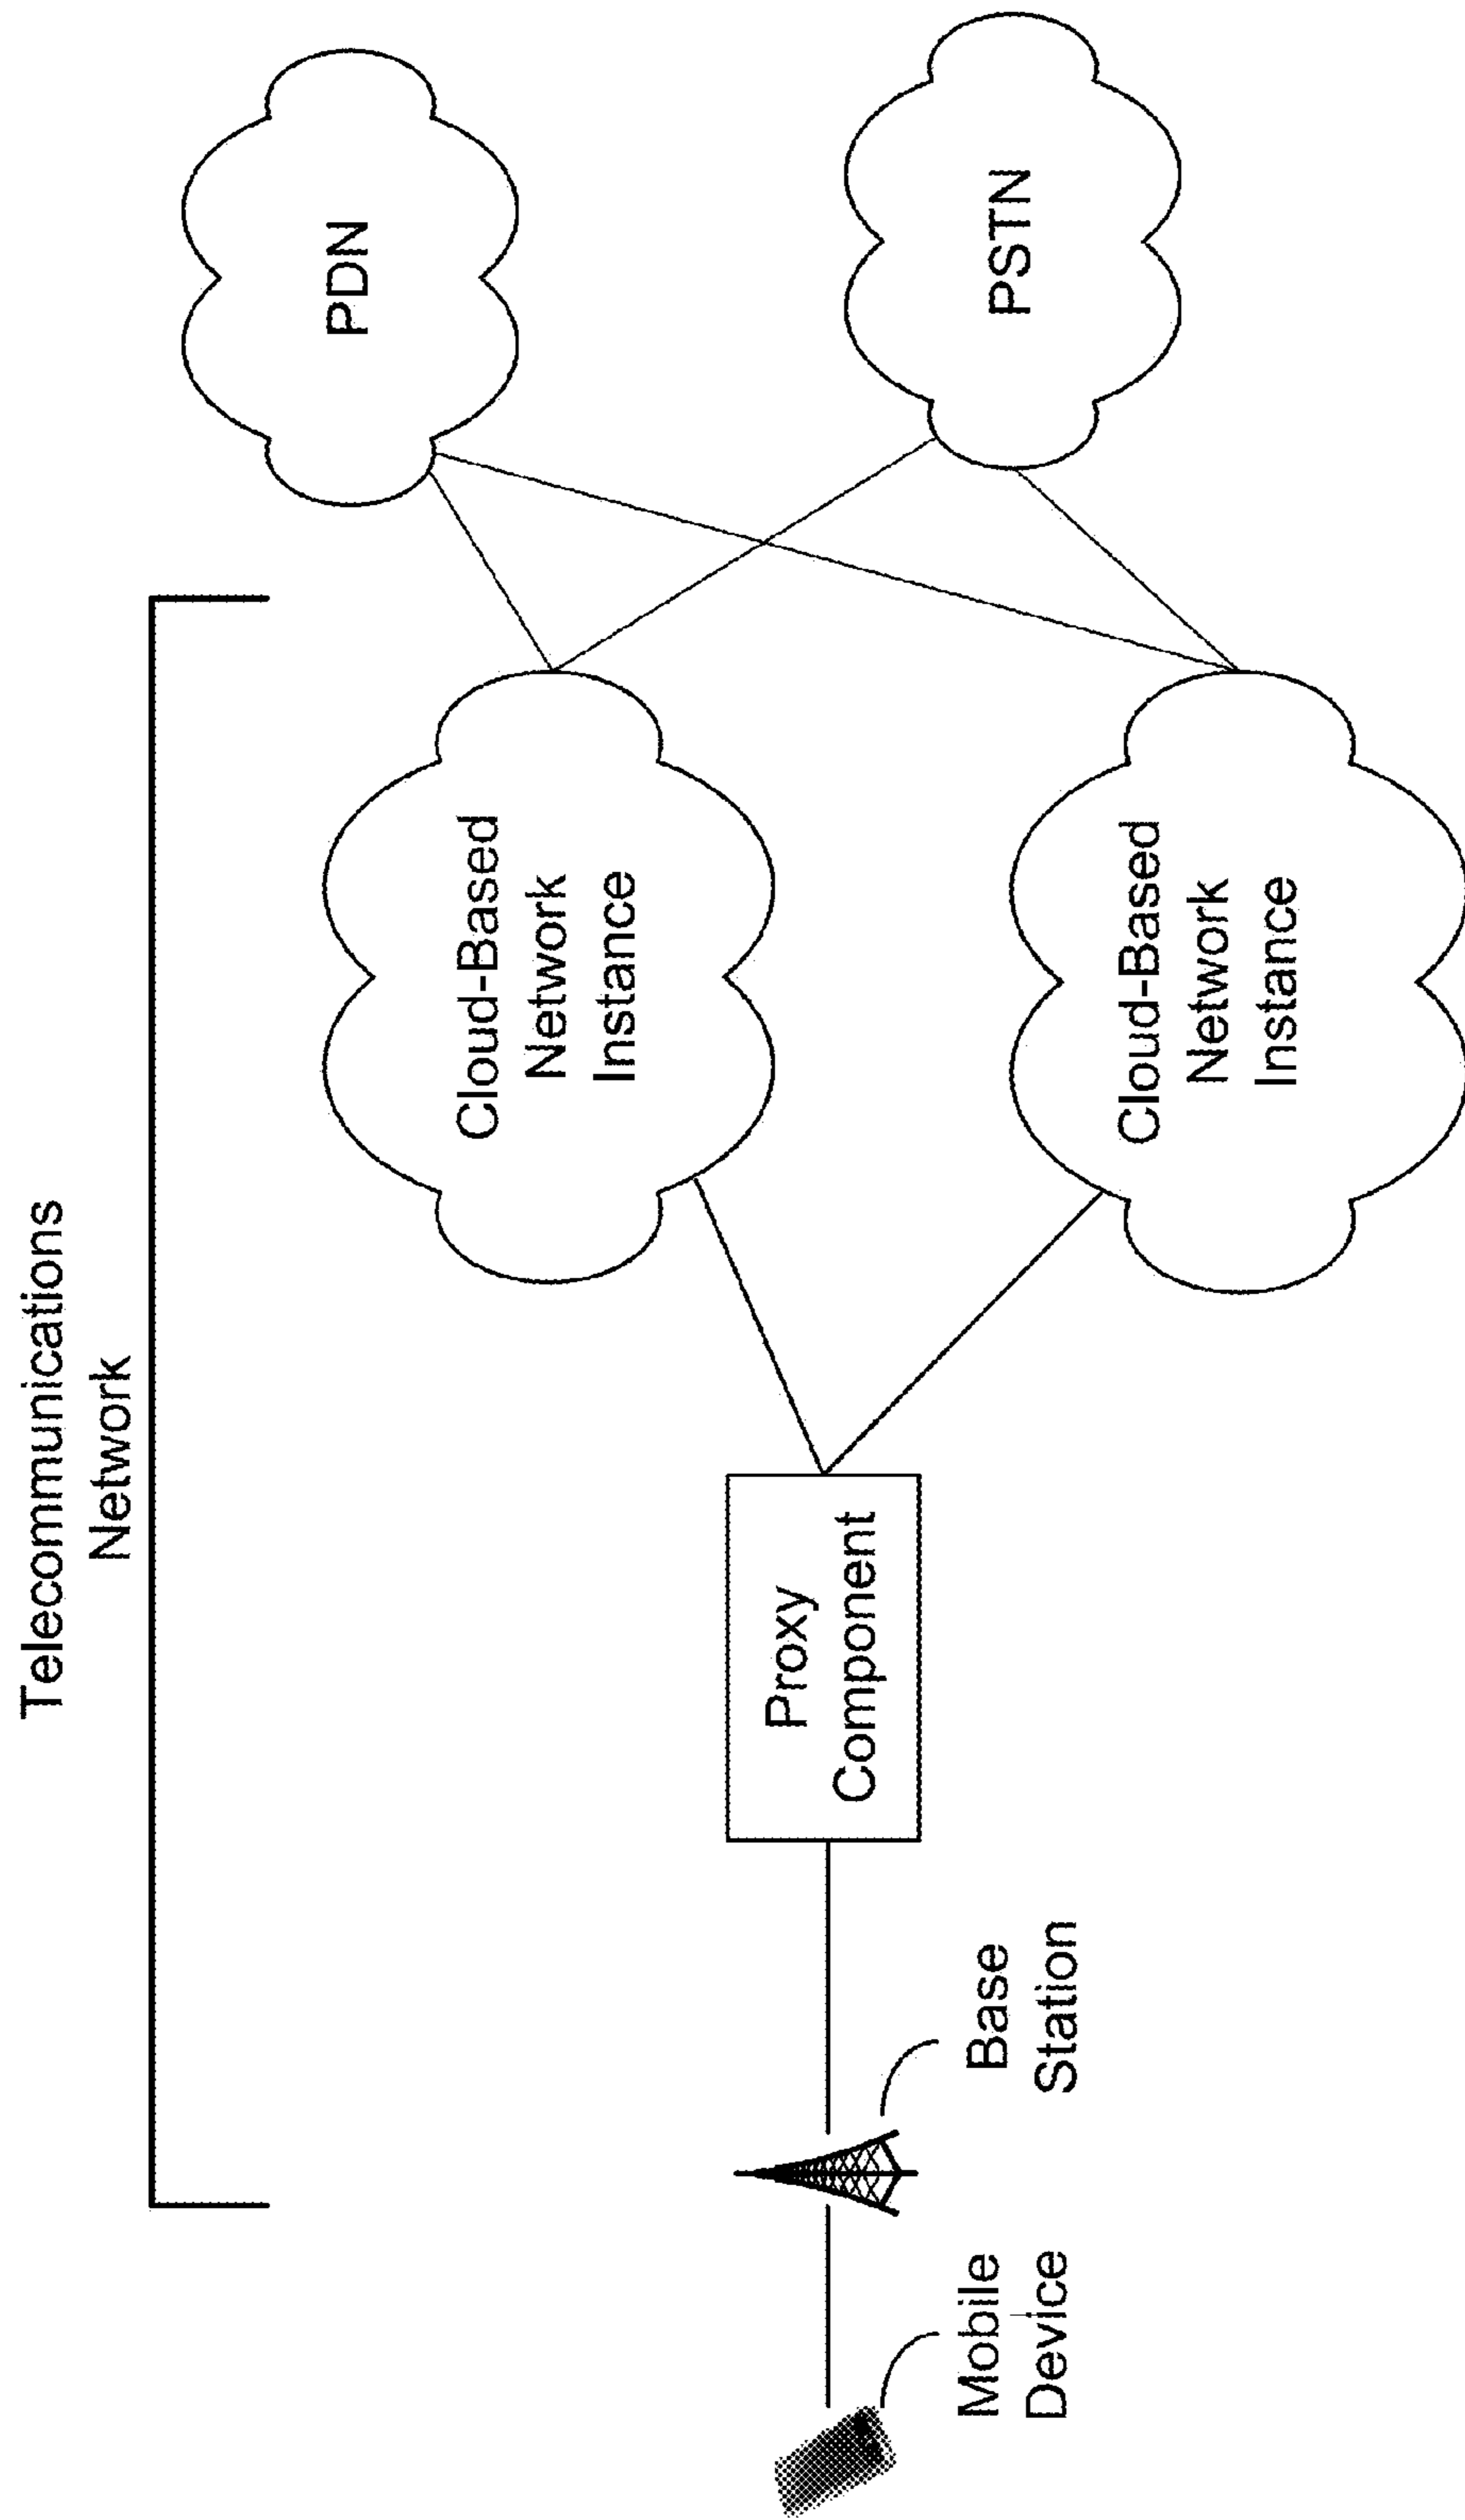 Telecommunications
Network
Mobile
Device
Base
Station
Proxy
Component
Cloud-Based
Network
Instance
Cloud-Based
Network
Instance
PDN
PSTN